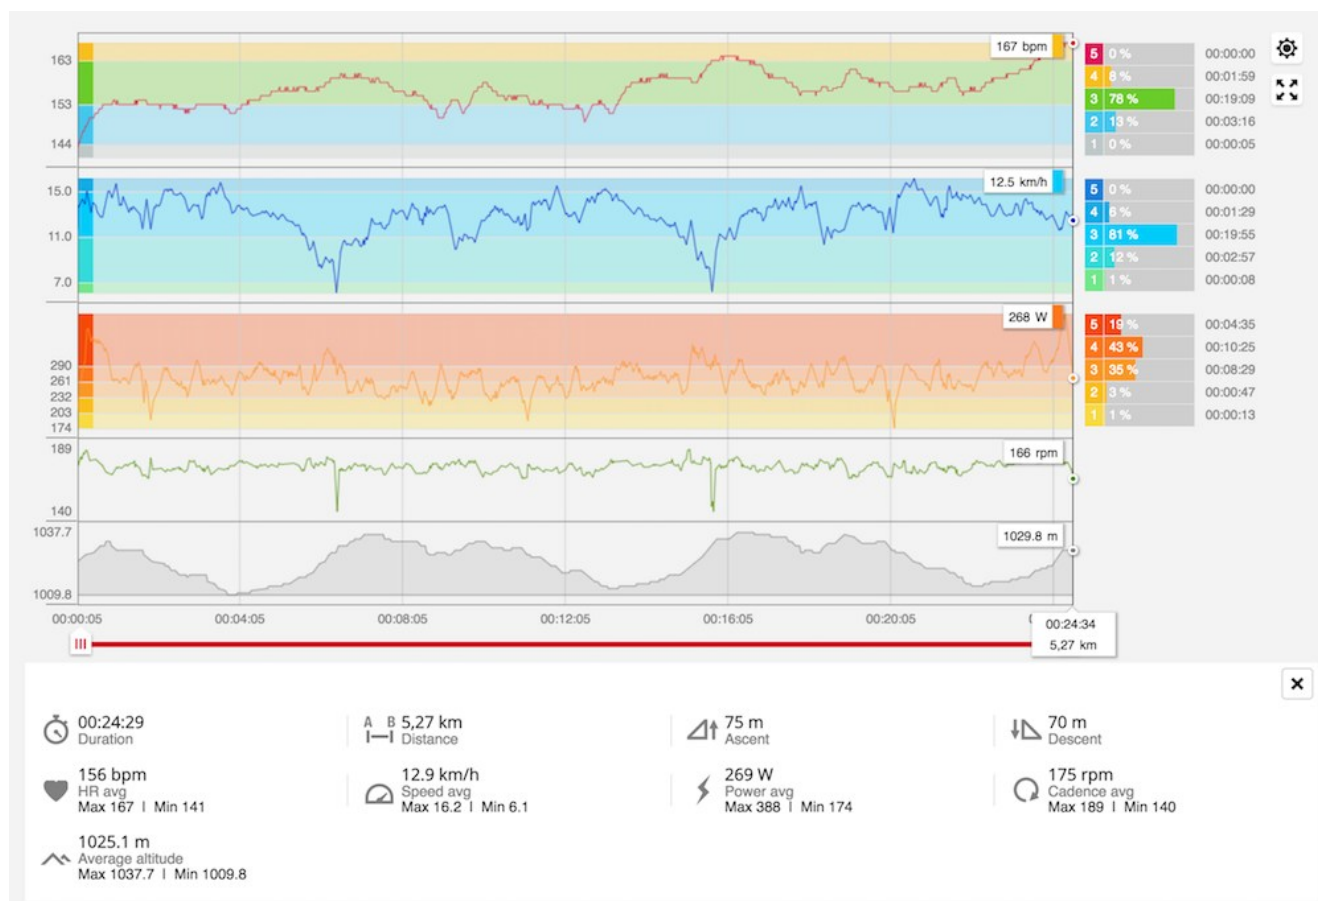 163
153
144
167 bpm
5 0 % 00:00:00
4 8 % 00:01:59
3 78 % 00:19:09
2 13 % 00:03:16
1 0 % 00:00:05
15.0
11.0
7.0
12.5 km/h
5 0 % 00:00:00
4 6 % 00:01:29
3 81 % 00:19:55
2 12 % 00:02:57
1 1 % 00:00:08
290
261
232
203
174
268 W
5 19 % 00:04:35
4 43 % 00:10:25
3 35 % 00:08:29
2 3 % 00:00:47
1 1 % 00:00:13
189
140
166 rpm
1037.7
1009.8
1029.8 m
00:00:05 00:04:05 00:08:05 00:12:05 00:16:05 00:20:05
00:24:34
5,27 km
00:24:29
Duration
A B 5,27 km
Distance
75 m
Ascent
70 m
Descent
156 bpm
HR avg
Max 167 | Min 141
12.9 km/h
Speed avg
Max 16.2 | Min 6.1
269 W
Power avg
Max 388 | Min 174
175 rpm
Cadence avg
Max 189 | Min 140
1025.1 m
Average altitude
Max 1037.7 | Min 1009.8